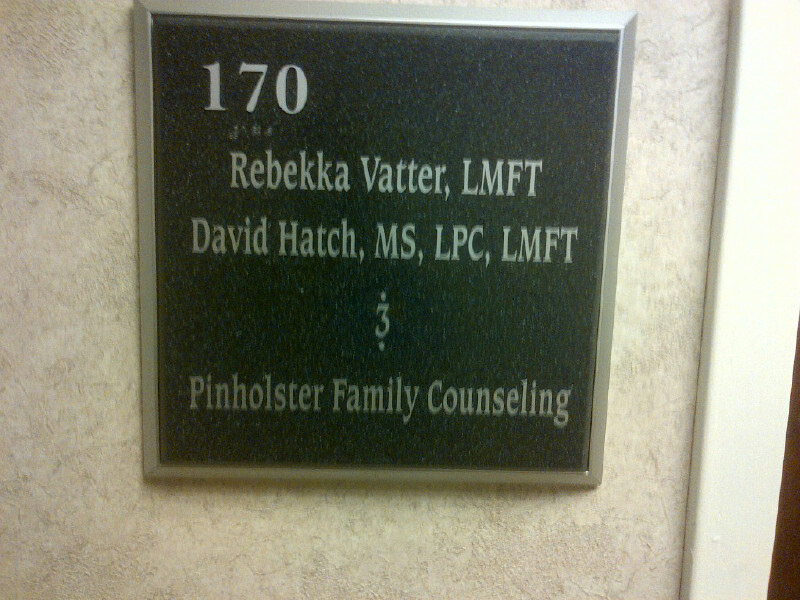 170
Rebekka Vatter, LMFT
David Hatch, MS, LPC, LMFT
Pinholster Family Counseling